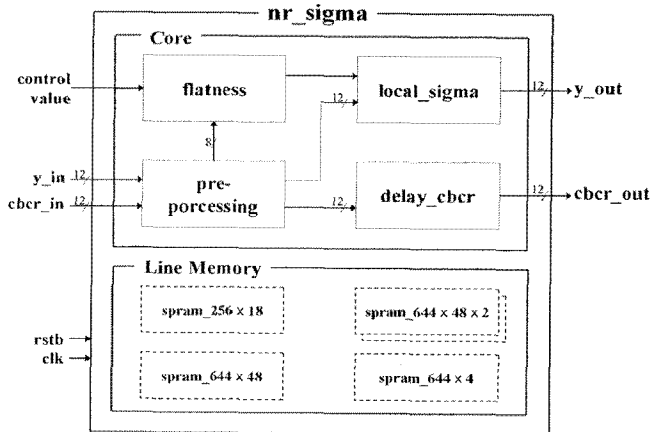 nr_sigma
Core
control
value
flatness
12
local_sigma
12
y_out
8
y_in
12
cbcr_in
12
pre-
porcessing
12
delay_cbcr
12
cbcr_out
Line Memory
spram_256 × 18
spram_644 × 48 × 2
rstb
clk
spram_644 × 48
spram_644 × 4